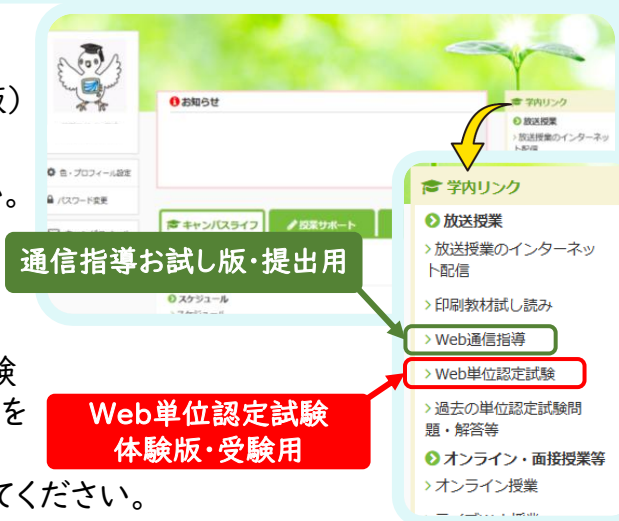 版)
お知らせ
学内リンク
放送授業
放送授業のインターネッ
ト配信
色・プロフィール設定
い。
パスワード変更
キャンパスライフ
授業サポート
スケジュール
通信指導お試し版・提出用
学内リンク
放送授業
放送授業のインターネッ
ト配信
印刷教材試し読み
Web通信指導
Web単位認定試験
過去の単位認定試験問
題・解答等
オンライン・面接授業等
オンライン授業
験
を
Web単位認定試験
体験版・受験用
てください。